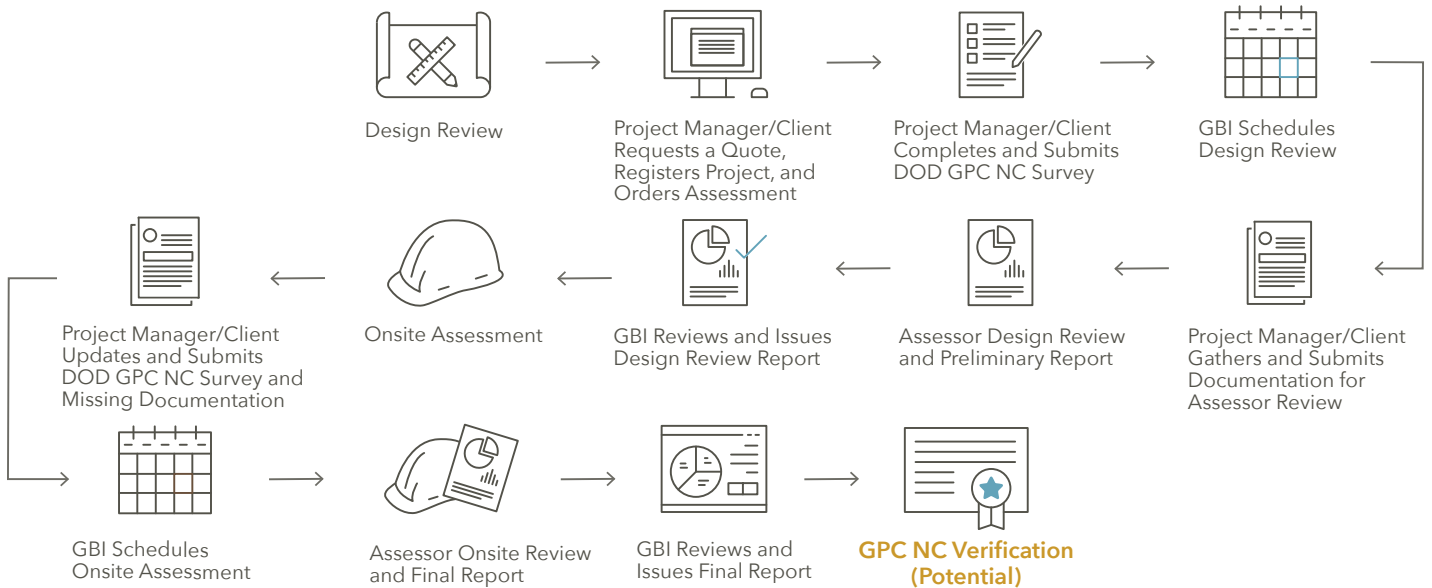 Design Review
Project Manager/Client
Requests a Quote,
Registers Project, and
Orders Assessment
Project Manager/Client
Completes and Submits
DOD GPC NC Survey
GBI Schedules
Design Review
Project Manager/Client
Gathers and Submits
Documentation for
Assessor Review
Assessor Design Review
and Preliminary Report
GBI Reviews and Issues
Design Review Report
Onsite Assessment
Project Manager/Client
Updates and Submits
DOD GPC NC Survey and
Missing Documentation
GBI Schedules
Onsite Assessment
Assessor Onsite Review
and Final Report
GBI Reviews and
Issues Final Report
GPC NC Verification
(Potential)